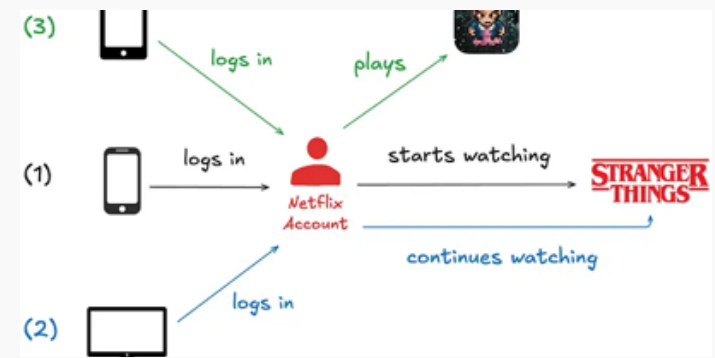 (3)
logs in
plays
(1)
logs in
starts watching
STRANGER
THINGS
Netflix
Account
continues watching
logs in
(2)